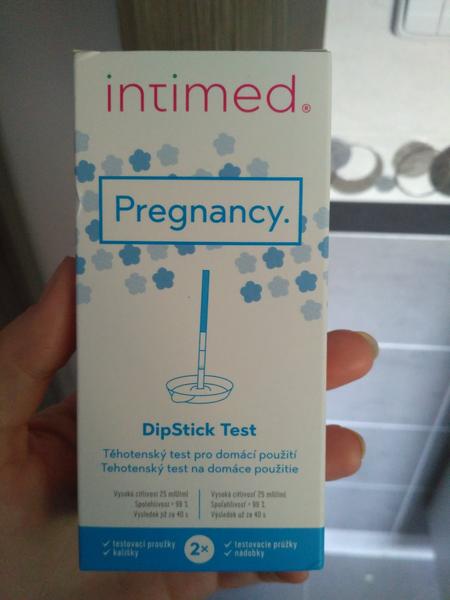 intimed.®
Pregnancy.
DipStick Test
Těhotenský test pro domácí použití
Tehotenský test na domáce použitie
Vysoká citlivost 25 mIU/ml
Spolehlivost > 99 %
Výsledek již za 40 s
Vysoká citlivosť 25 mIU/ml
Spoľahlivosť > 99 %
Výsledok už za 40 s
✓ testovací proužky
✓ kalíšky
2×
✓ testovacie prúžky
✓ nádobky